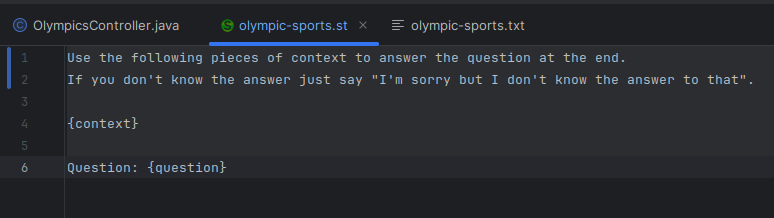 OlympicsController.java olympic-sports.st olympic-sports.txt
1 Use the following pieces of context to answer the question at the end.
2 If you don't know the answer just say "I'm sorry but I don't know the answer to that".
3
4 {context}
5
6 Question: {question}